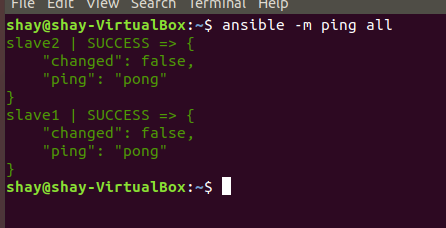 File Edit View Search Terminal Help
shay@shay-VirtualBox:~$ ansible -m ping all
slave2 | SUCCESS => {
    "changed": false,
    "ping": "pong"
}
slave1 | SUCCESS => {
    "changed": false,
    "ping": "pong"
}
shay@shay-VirtualBox:~$